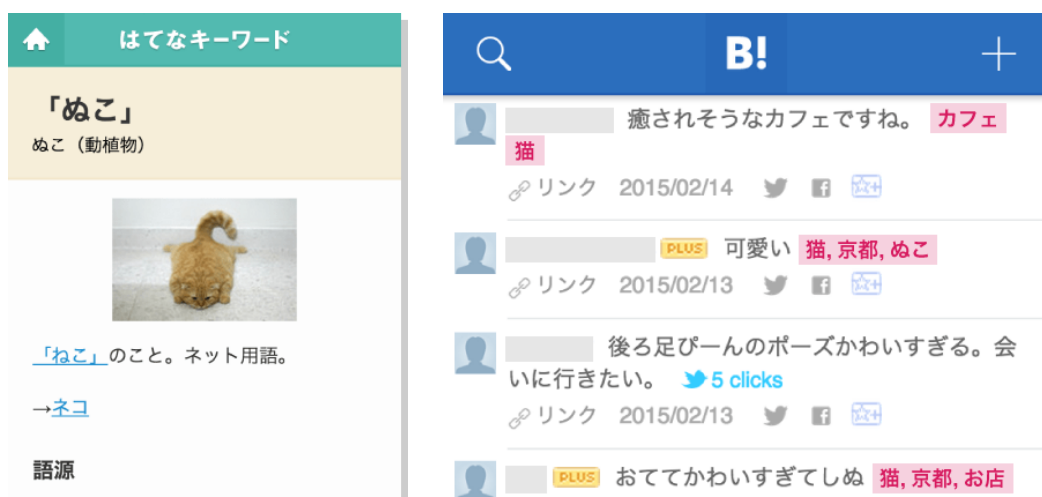 はてなキーワード
「ぬこ」
ぬこ（動植物）
「ねこ」のこと。ネット用語。
→ネコ
語源
B!
癒されそうなカフェですね。 カフェ
猫
リンク 2015/02/14
PLUS 可愛い 猫, 京都, ぬこ
リンク 2015/02/13
後ろ足ぴーんのポーズかわいすぎる。会
いに行きたい。 5 clicks
リンク 2015/02/13
PLUS おててかわいすぎてしぬ 猫, 京都, お店